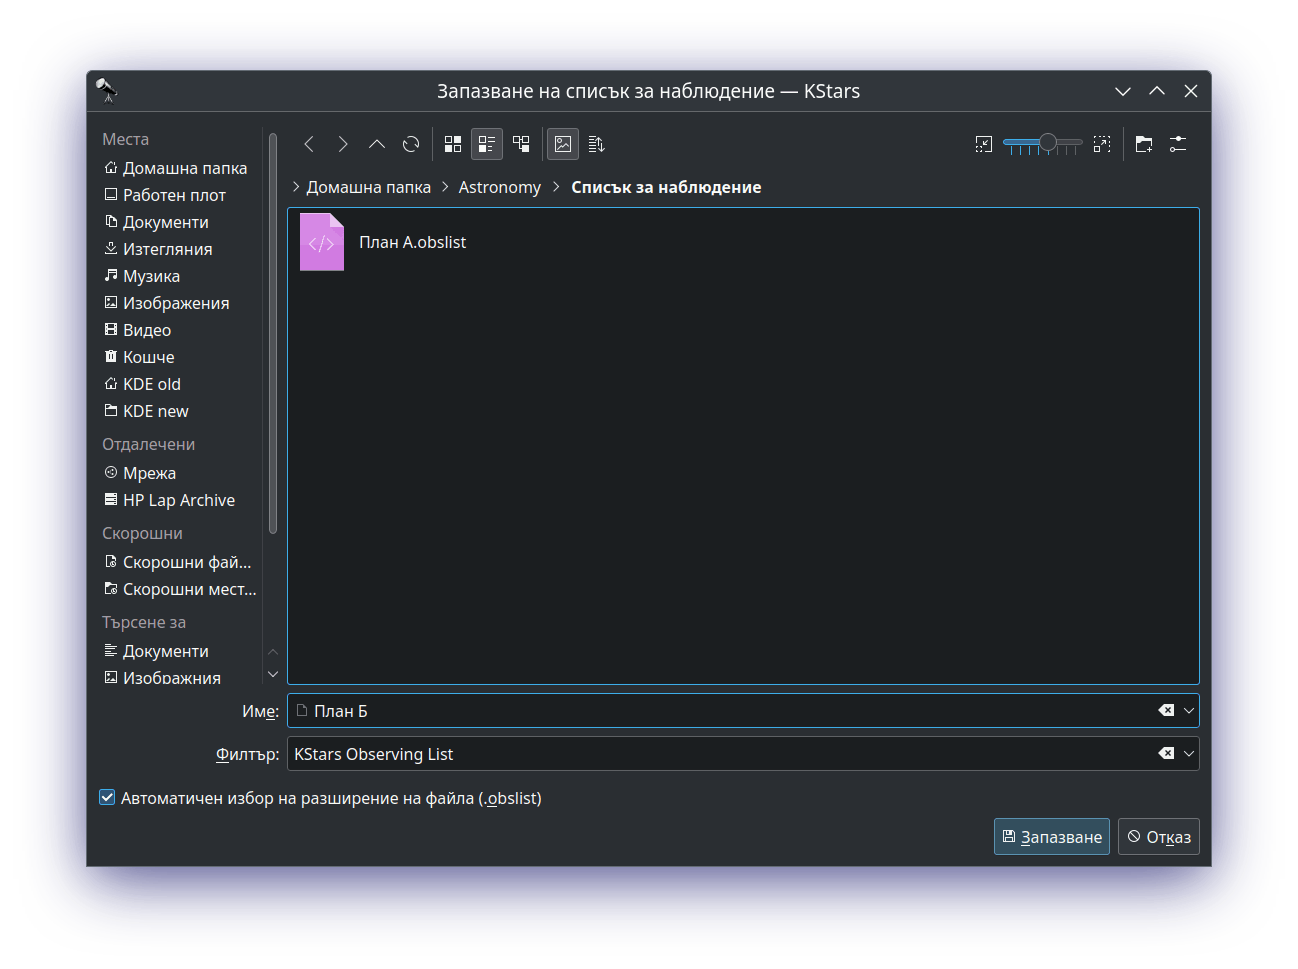 Запазване на списък за наблюдение — KStars
Места
Домашна папка
Работен плот
Документи
Изтегляния
Музика
Изображения
Видео
Кошче
KDE old
KDE new
Отдалечени
Мрежа
HP Lap Archive
Скорошни
Скорошни фай...
Скорошни мест...
Търсене за
Документи
Изображния
Домашна папка > Astronomy > Списък за наблюдение
План А.obslist
Име: План Б
Филтър: KStars Observing List
Автоматичен избор на разширение на файла (.obslist)
Запазване Отказ